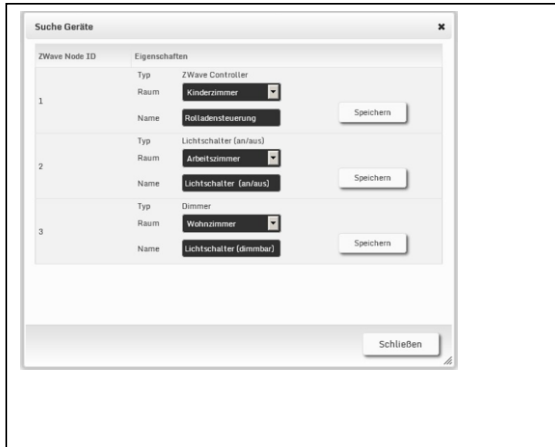 Suche Geräte
ZWave Node ID Eigenschaften
Typ ZWave Controller
Raum Kinderzimmer
1
Name Rolladensteuerung Speichern
Typ Lichtschalter (an/aus)
Raum Arbeitszimmer
2
Name Lichtschalter (an/aus) Speichern
Typ Dimmer
Raum Wohnzimmer
3
Name Lichtschalter (dimmbar) Speichern
Schließen